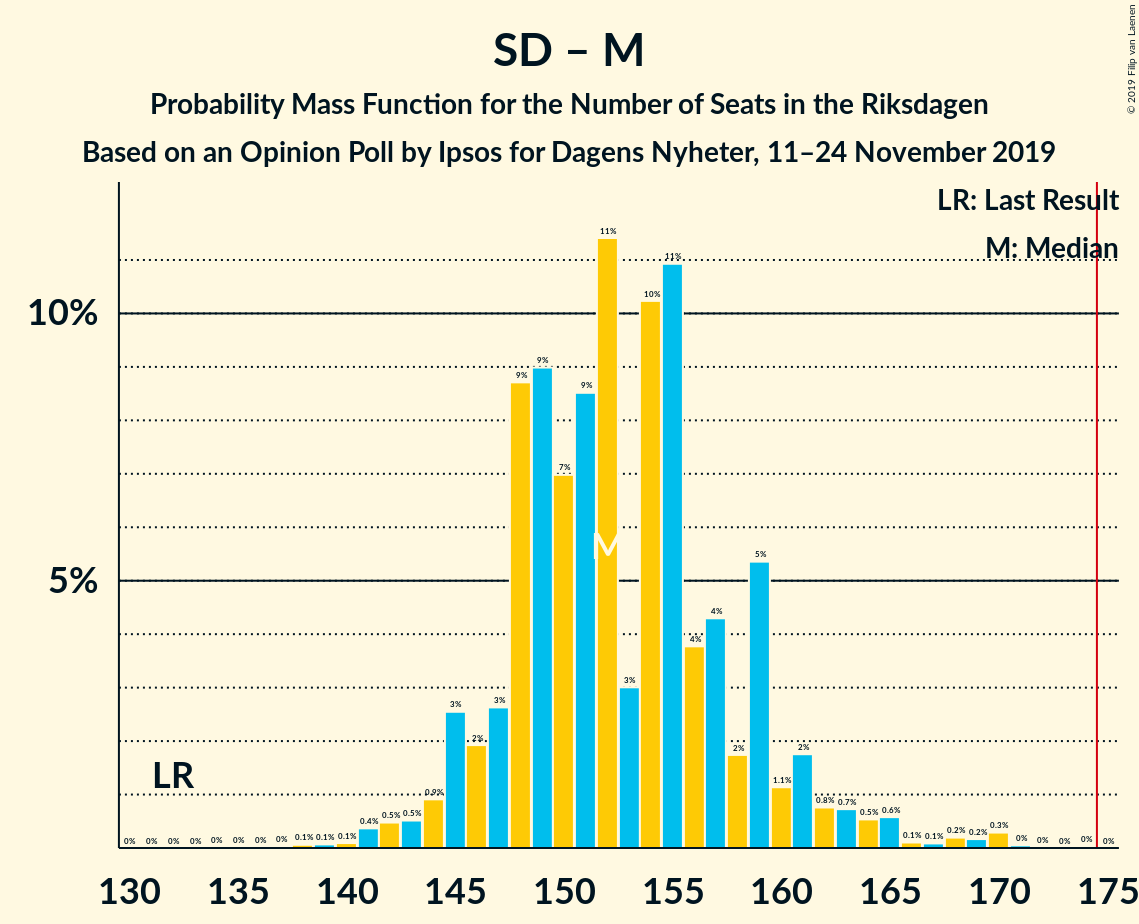 © 2019 Filip van Laenen
SD – M
Probability Mass Function for the Number of Seats in the Riksdagen
Based on an Opinion Poll by Ipsos for Dagens Nyheter, 11–24 November 2019
LR: Last Result
M: Median
10%
5%
LR
M
0% 0% 0% 0% 0% 0% 0% 0% 0.1% 0.1% 0.1% 0.4% 0.5% 0.5% 0.9% 3% 2% 3% 9% 9% 7% 9% 11% 3% 10% 11% 4% 4% 2% 5% 1.1% 2% 0.8% 0.7% 0.5% 0.6% 0.1% 0.1% 0.2% 0.2% 0.3% 0% 0% 0% 0% 0%
130 135 140 145 150 155 160 165 170 175